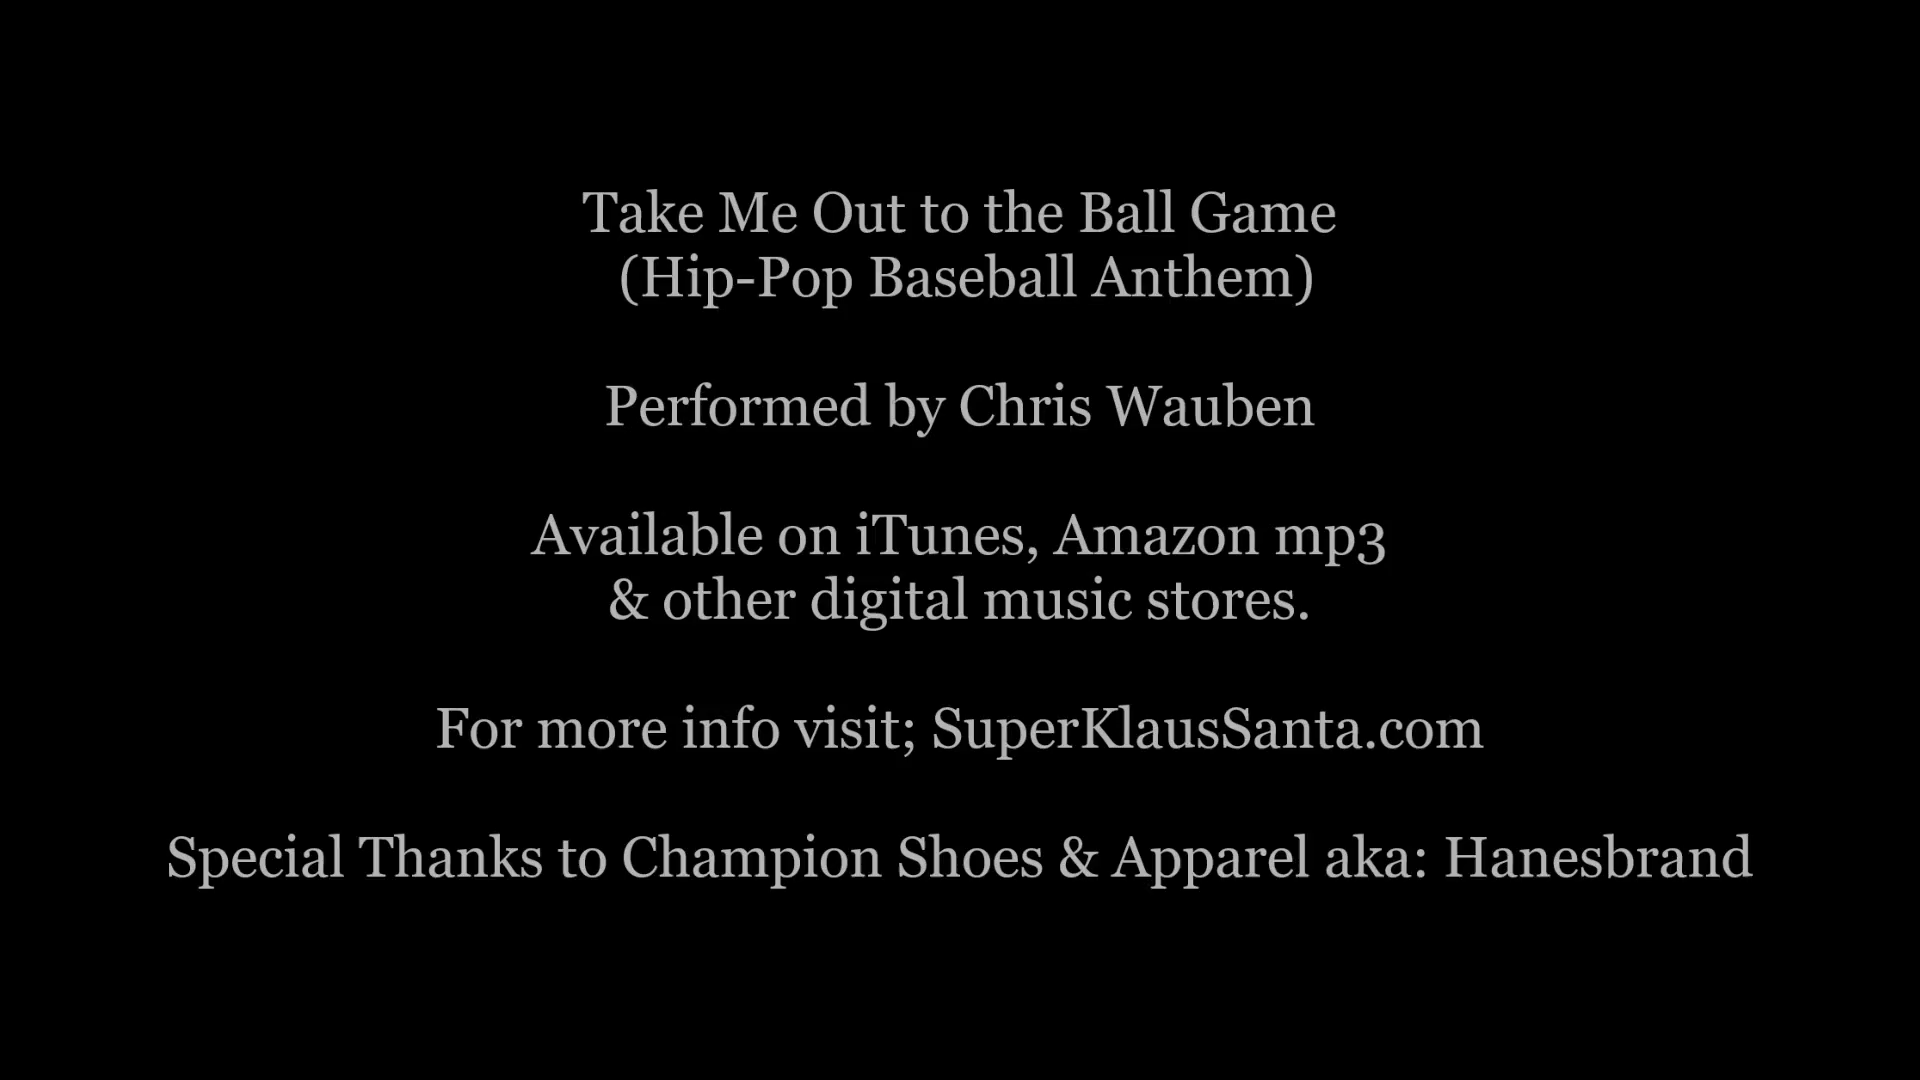 Take Me Out to the Ball Game
(Hip-Pop Baseball Anthem)
Performed by Chris Wauben
Available on iTunes, Amazon mp3
& other digital music stores.
For more info visit; SuperKlausSanta.com
Special Thanks to Champion Shoes & Apparel aka: Hanesbrand